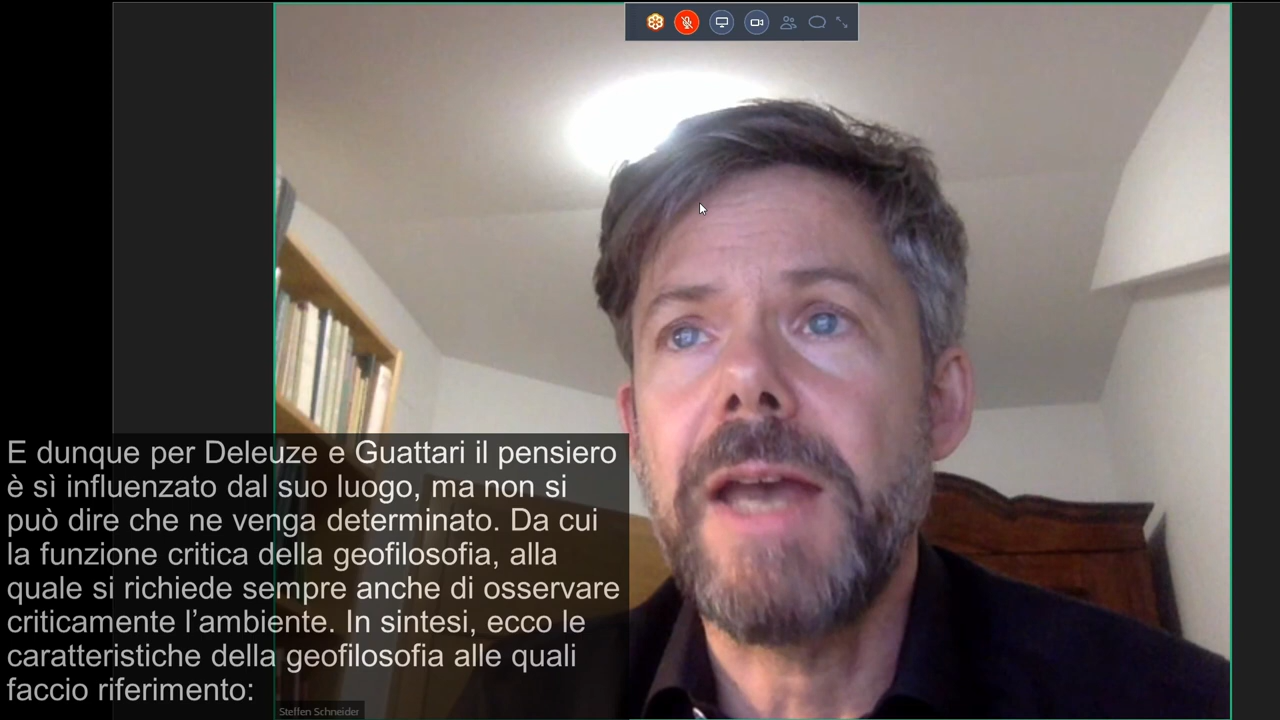 E dunque per Deleuze e Guattari il pensiero
è sì influenzato dal suo luogo, ma non si
può dire che ne venga determinato. Da cui
la funzione critica della geofilosofia, alla
quale si richiede sempre anche di osservare
criticamente l’ambiente. In sintesi, ecco le
caratteristiche della geofilosofia alle quali
faccio riferimento:
Steffen Schneider